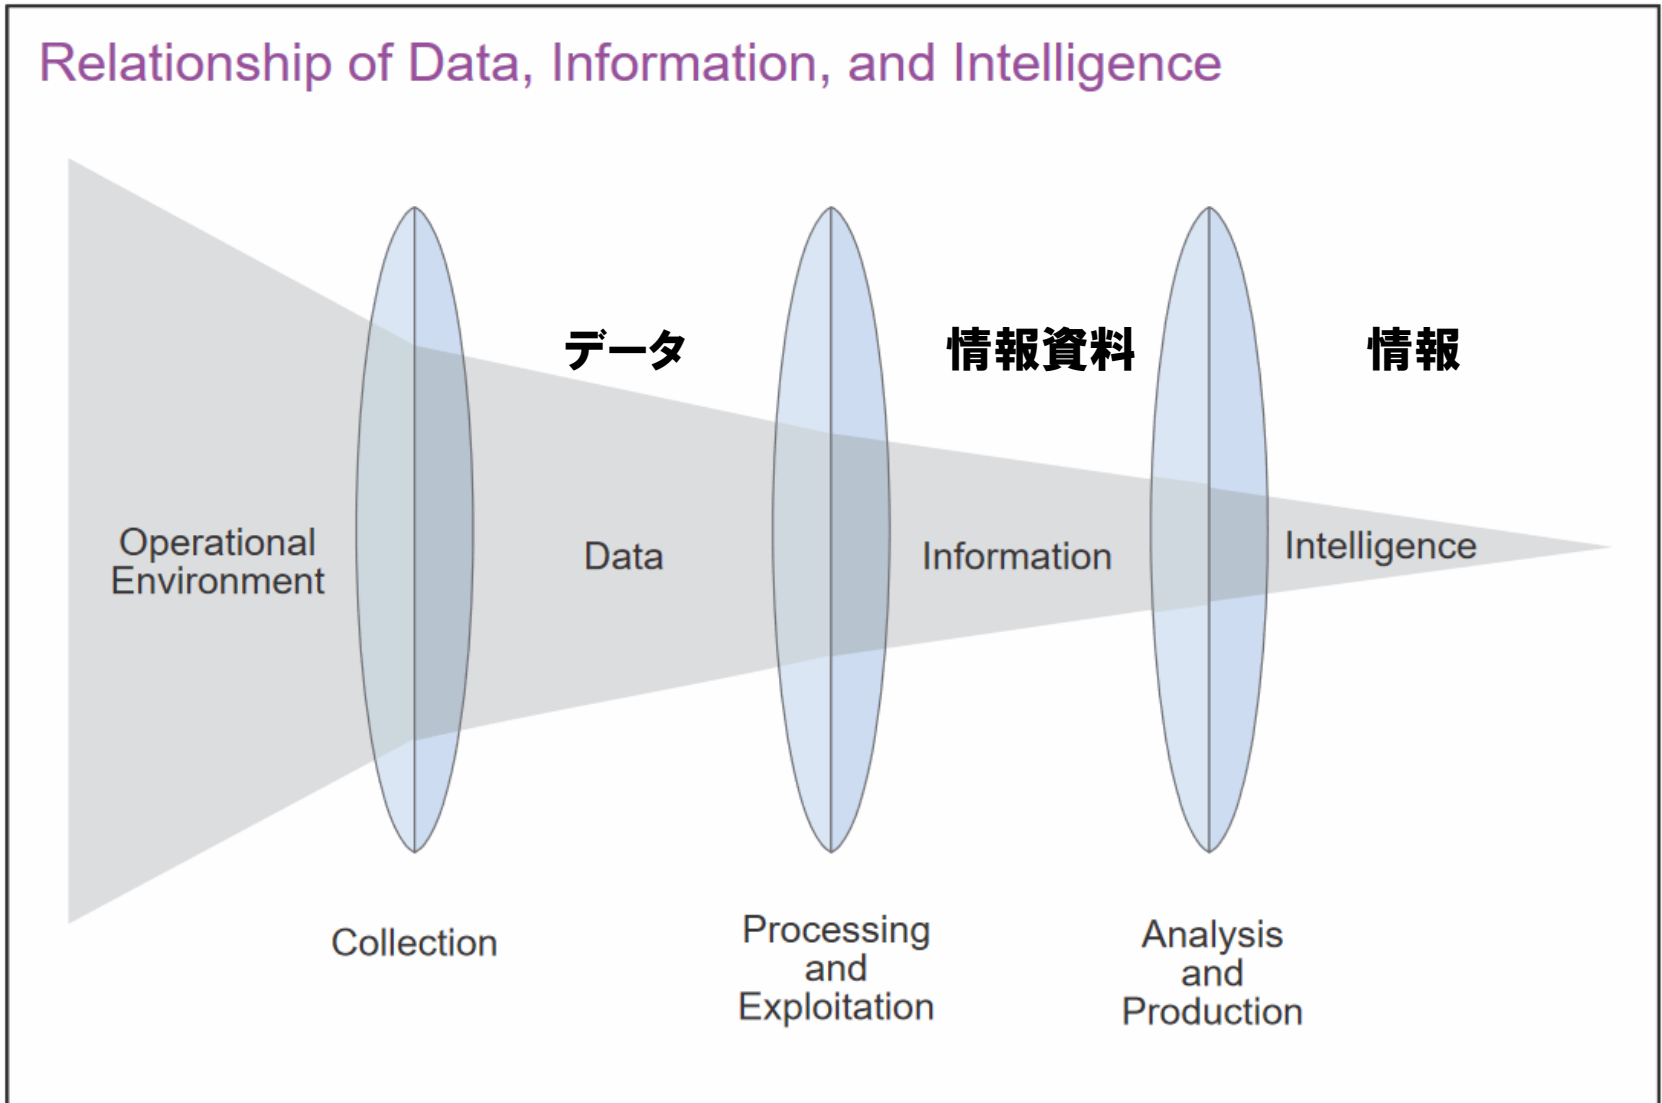 Relationship of Data, Information, and Intelligence
データ
情報資料
情報
Operational
Environment
Data
Information
Intelligence
Collection
Processing
and
Exploitation
Analysis
and
Production